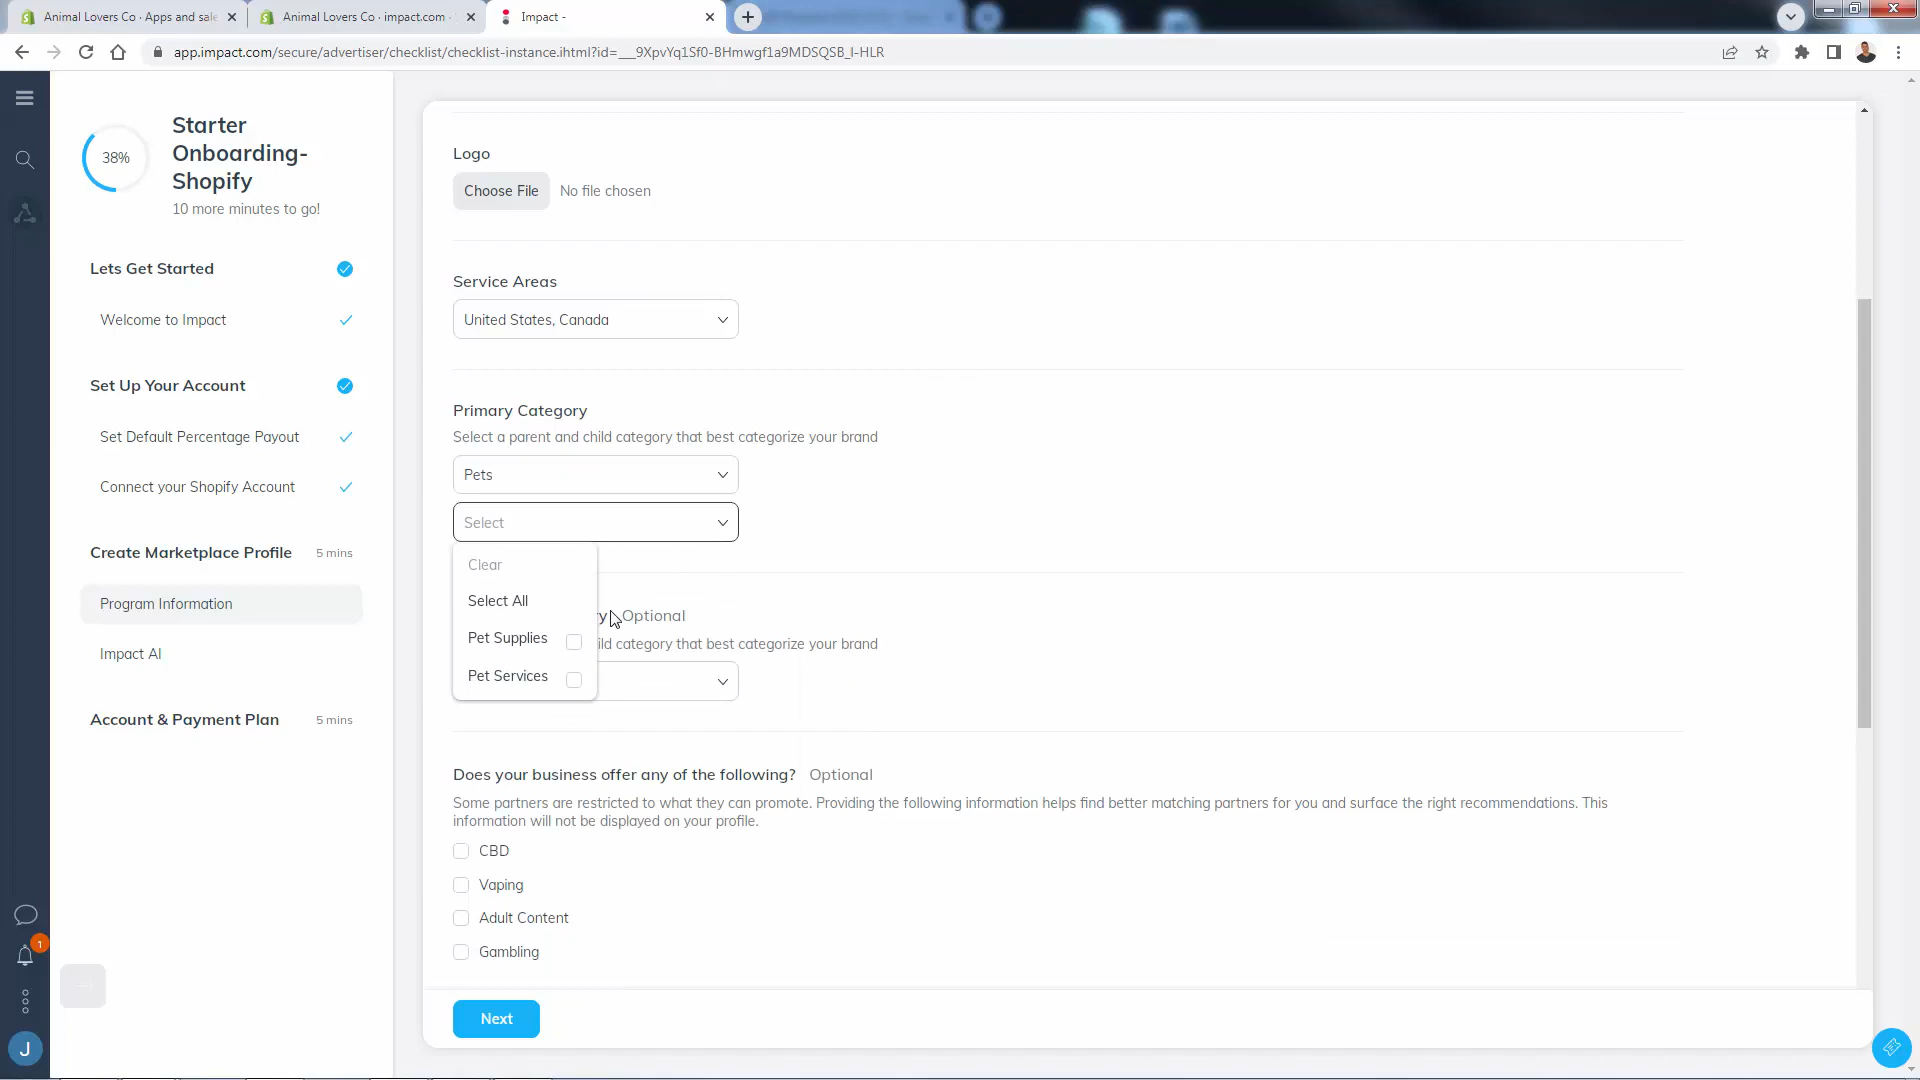 Animal Lovers Co · Apps and sale
Animal Lovers Co · impact.com ·
Impact -
app.impact.com/secure/advertiser/checklist/checklist-instance.ihtml?id=___9XpvYq1Sf0-BHmwgf1a9MDSQSB_I-HLR
38%
Starter
Onboarding-
Shopify
10 more minutes to go!
Lets Get Started
Welcome to Impact
Set Up Your Account
Set Default Percentage Payout
Connect your Shopify Account
Create Marketplace Profile 5 mins
Program Information
Impact AI
Account & Payment Plan 5 mins
1
J
Logo
Choose File No file chosen
Service Areas
United States, Canada
Primary Category
Select a parent and child category that best categorize your brand
Pets
Select
Clear
Select All
Pet Supplies
Pet Services
y Optional
ild category that best categorize your brand
Does your business offer any of the following? Optional
Some partners are restricted to what they can promote. Providing the following information helps find better matching partners for you and surface the right recommendations. This
information will not be displayed on your profile.
CBD
Vaping
Adult Content
Gambling
Next